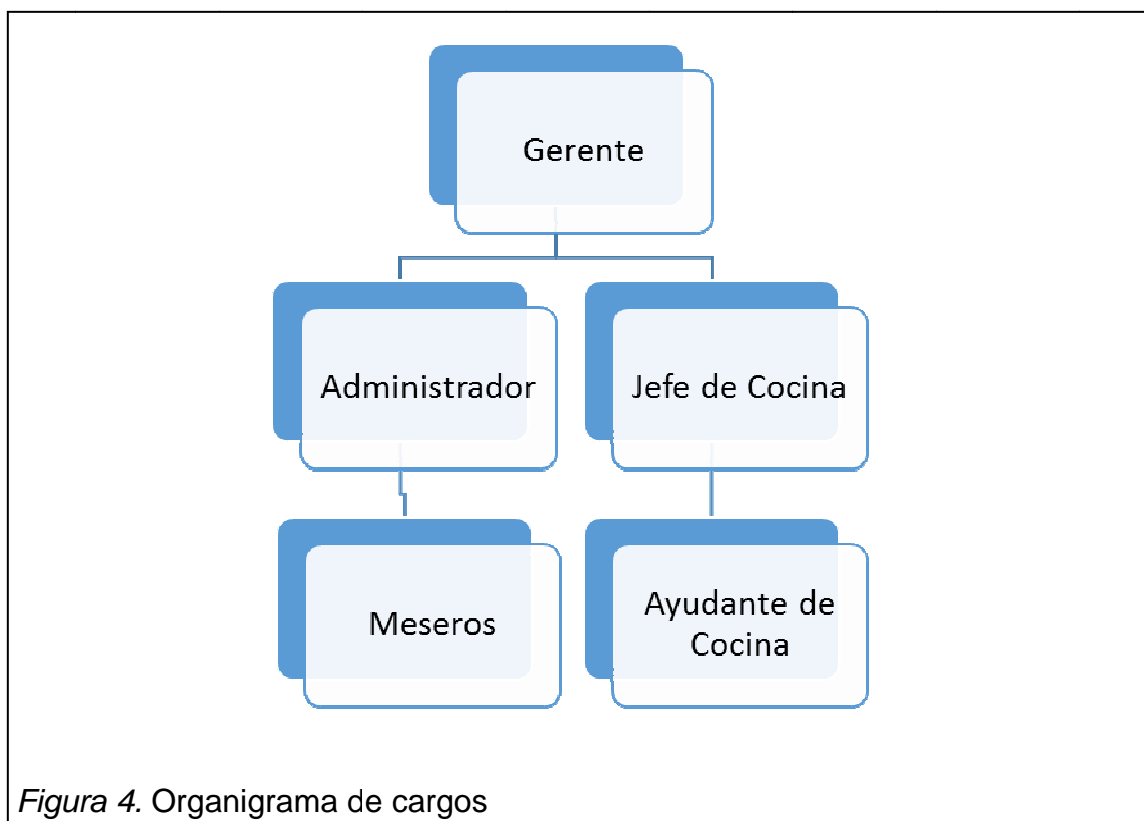 Gerente
Administrador
Jefe de Cocina
Meseros
Ayudante de
Cocina
Figura 4. Organigrama de cargos